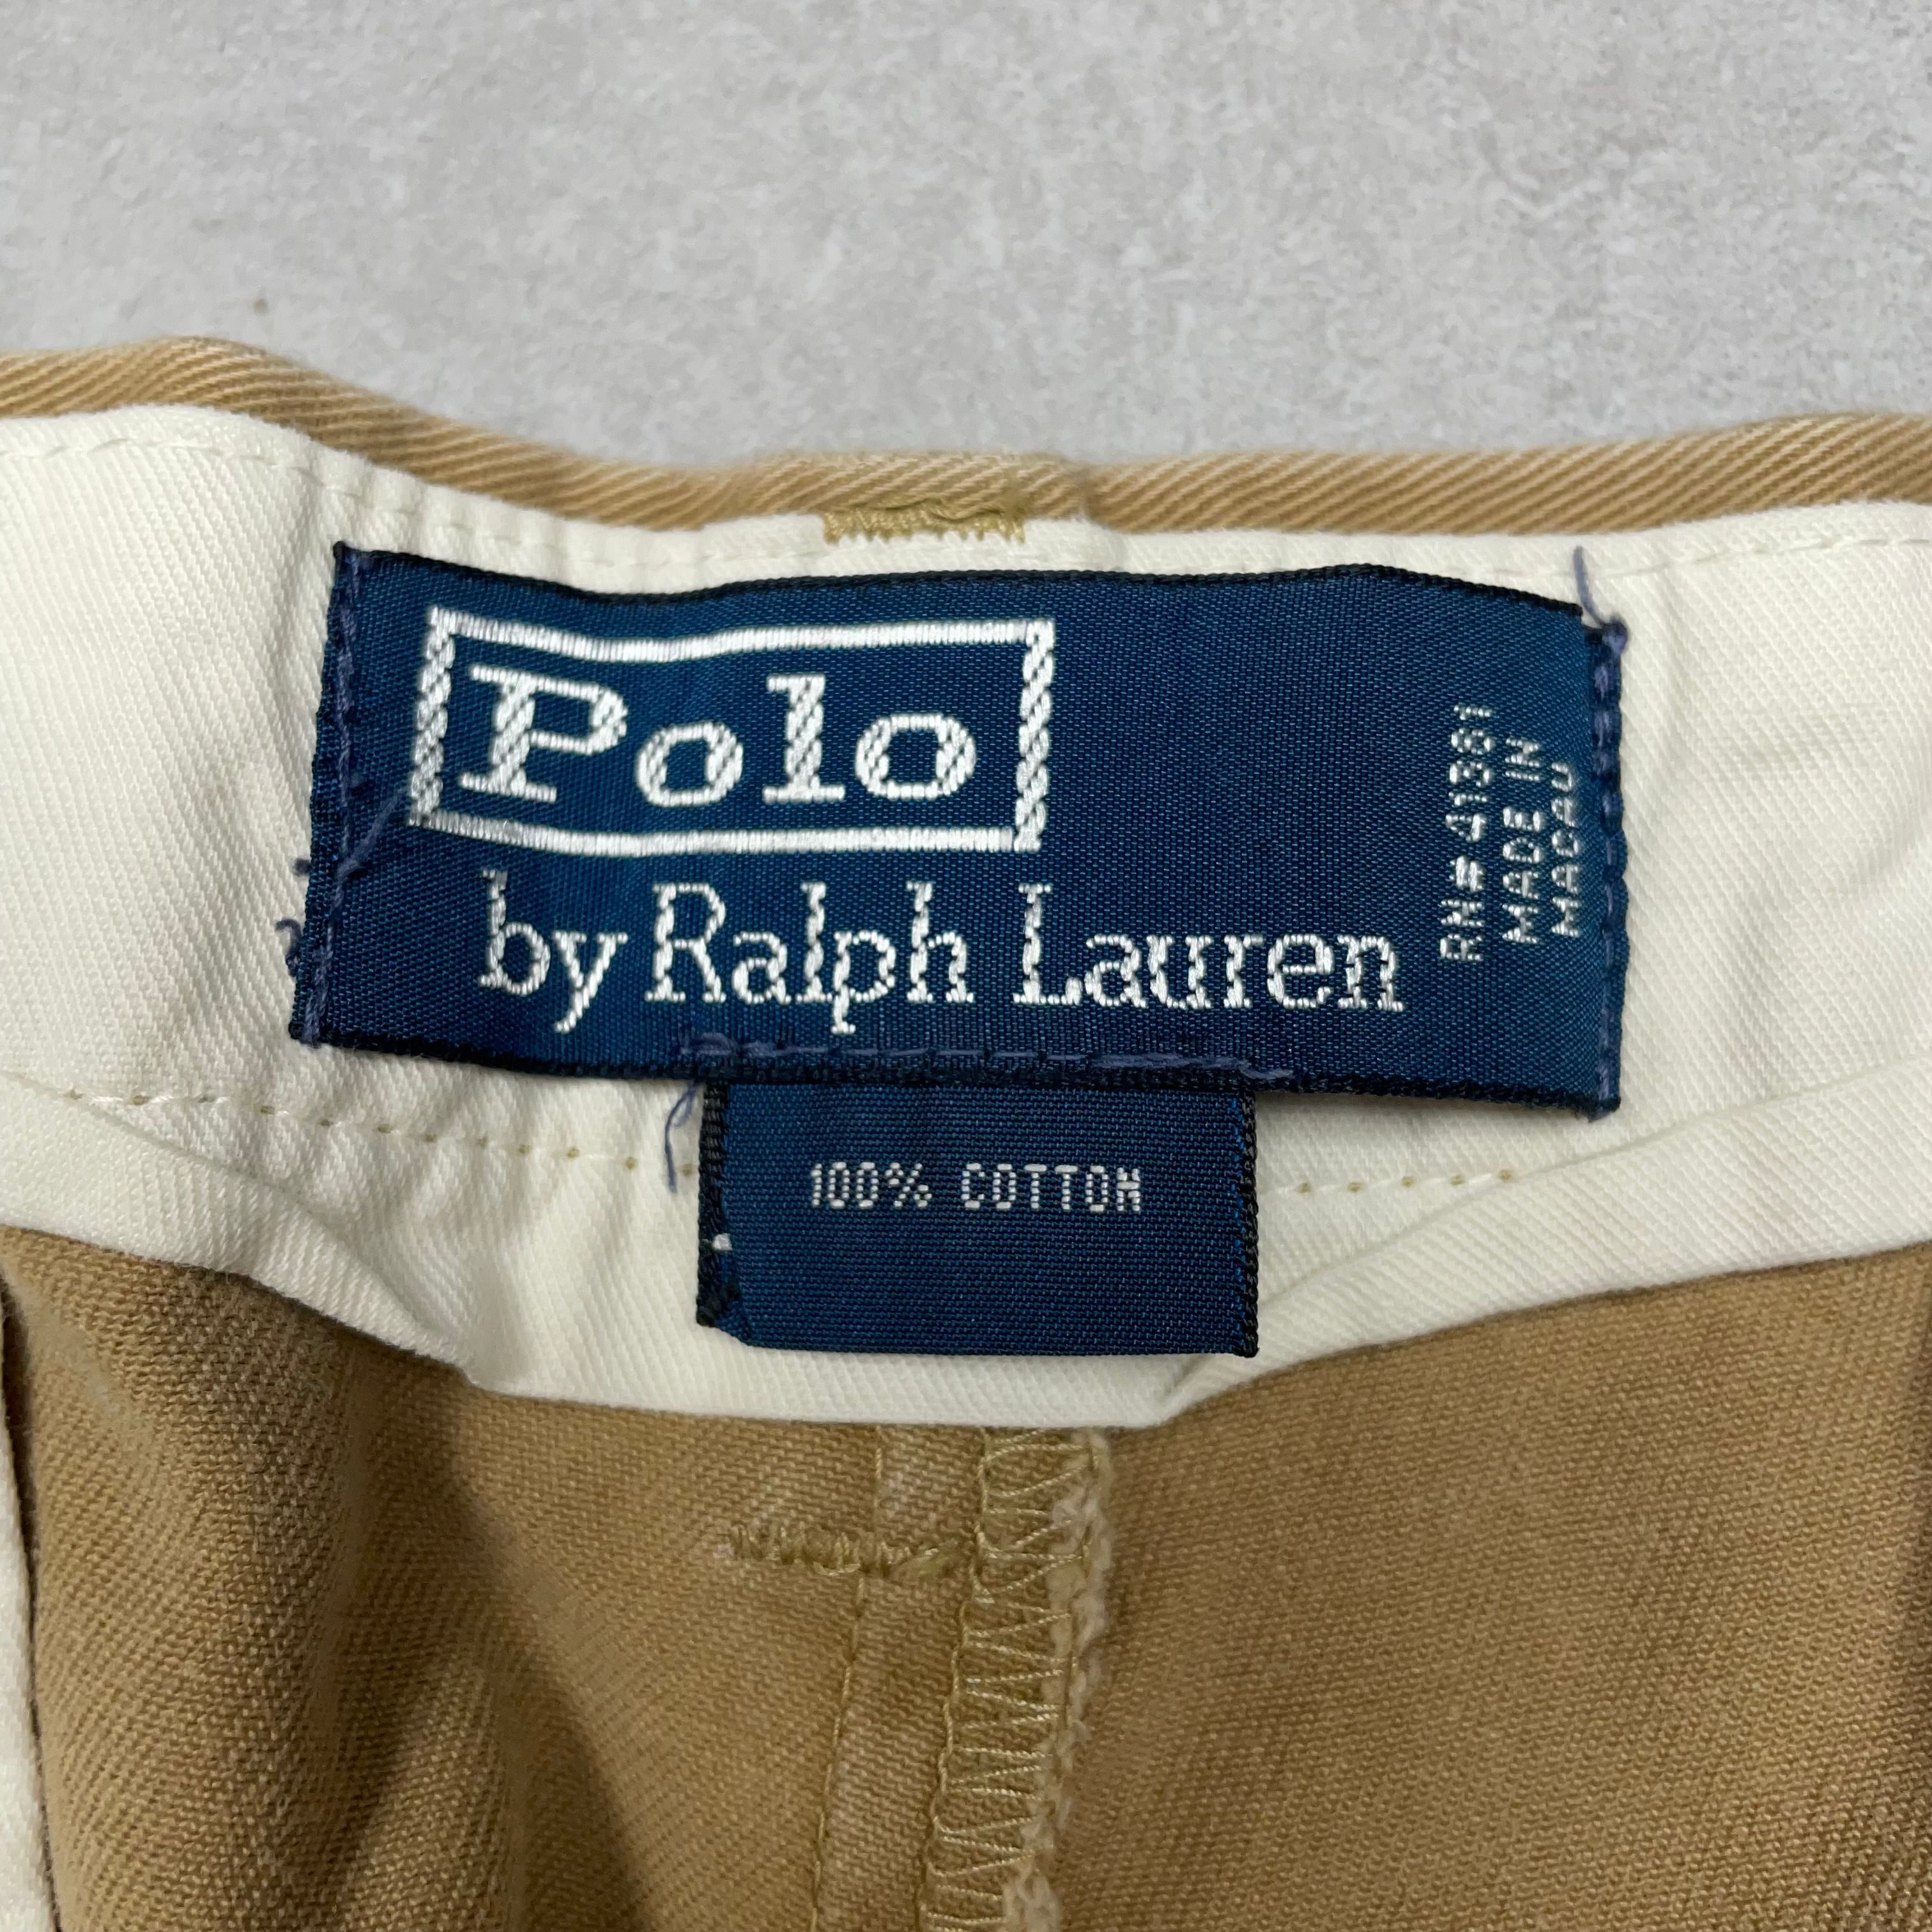 Polo
by Ralph Lauren
RN# 41381
MADE IN
MACAU
100% COTTON